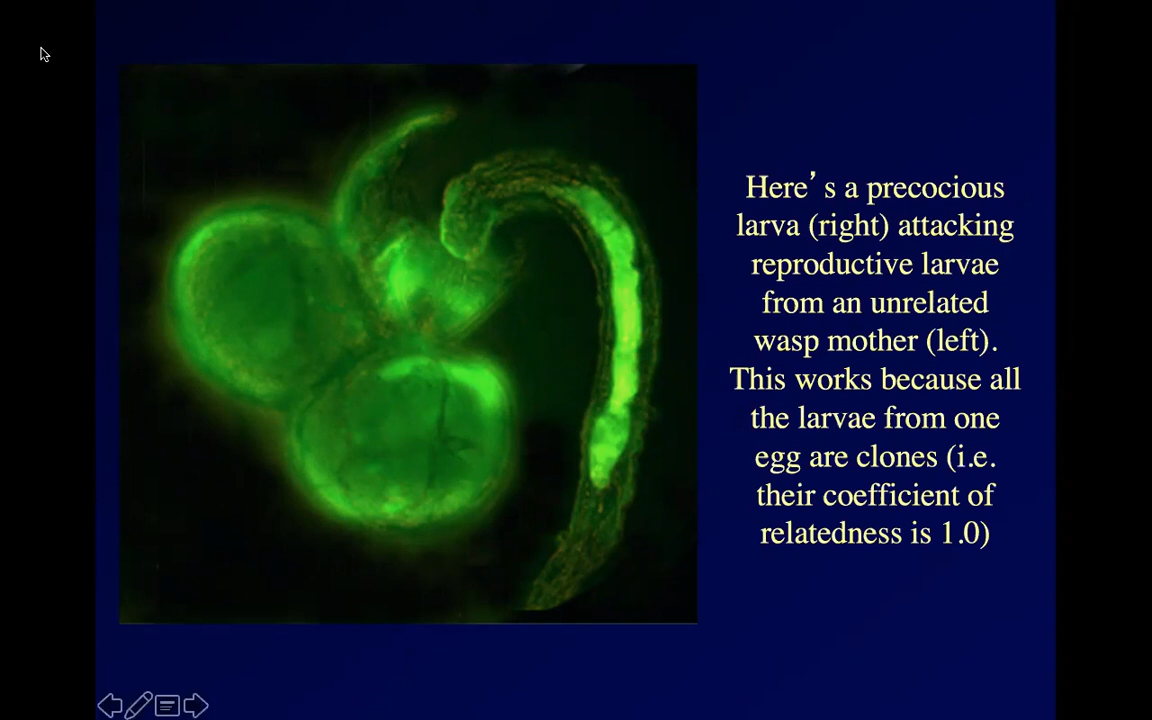 Here’s a precocious
larva (right) attacking
reproductive larvae
from an unrelated
wasp mother (left).
This works because all
the larvae from one
egg are clones (i.e.
their coefficient of
relatedness is 1.0)